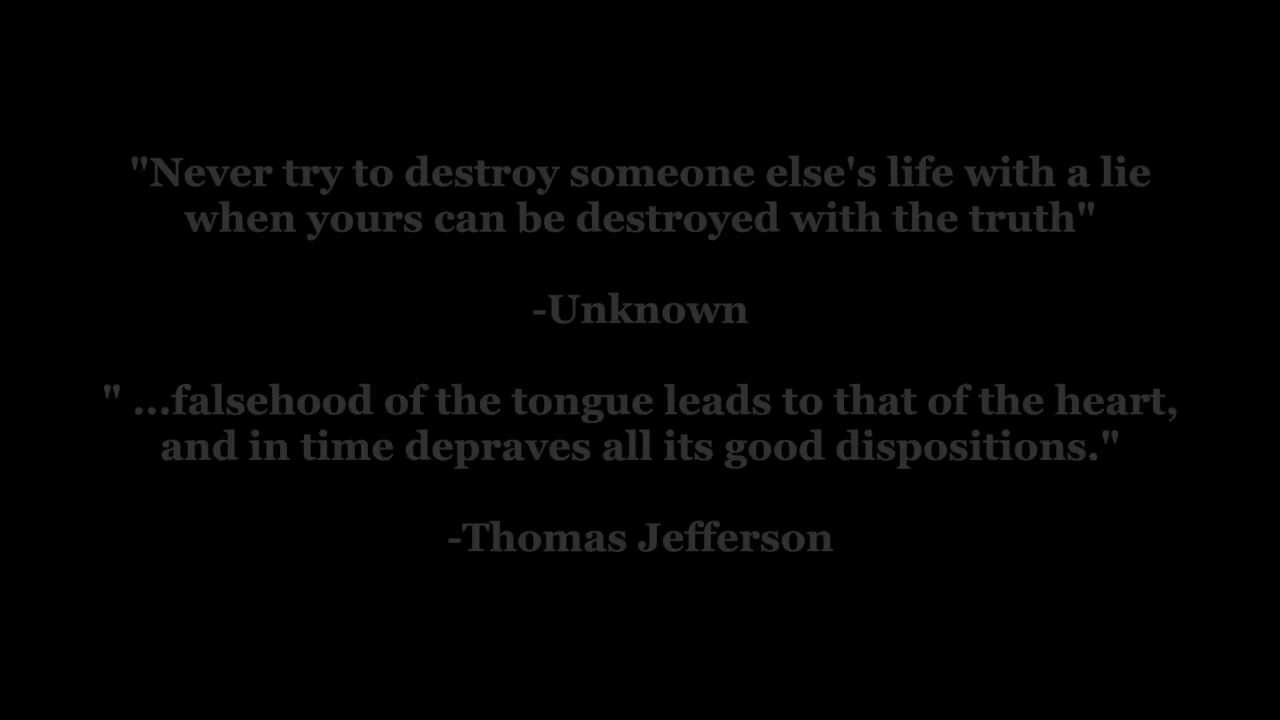 "Never try to destroy someone else's life with a lie
when yours can be destroyed with the truth"
-Unknown
" ...falsehood of the tongue leads to that of the heart,
and in time depraves all its good dispositions."
-Thomas Jefferson